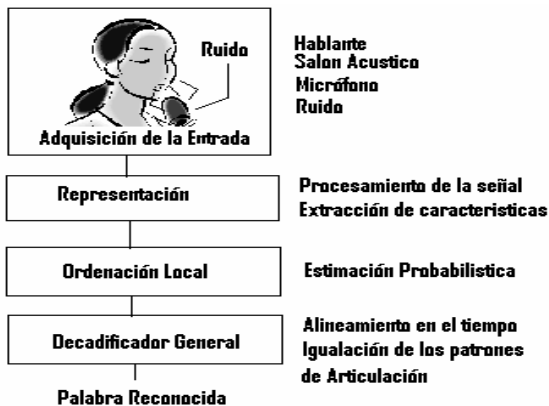 Ruido
Hablante
Salon Acustico
Micrófono
Ruido
Adquisición de la Entrada
Representación
Procesamiento de la señal
Extracción de caracteristicas
Ordenación Local
Estimación Probabilistica
Decadificador General
Alineamiento en el tiempo
Igualación de los patrones
de Articulación
Palabra Reconocida